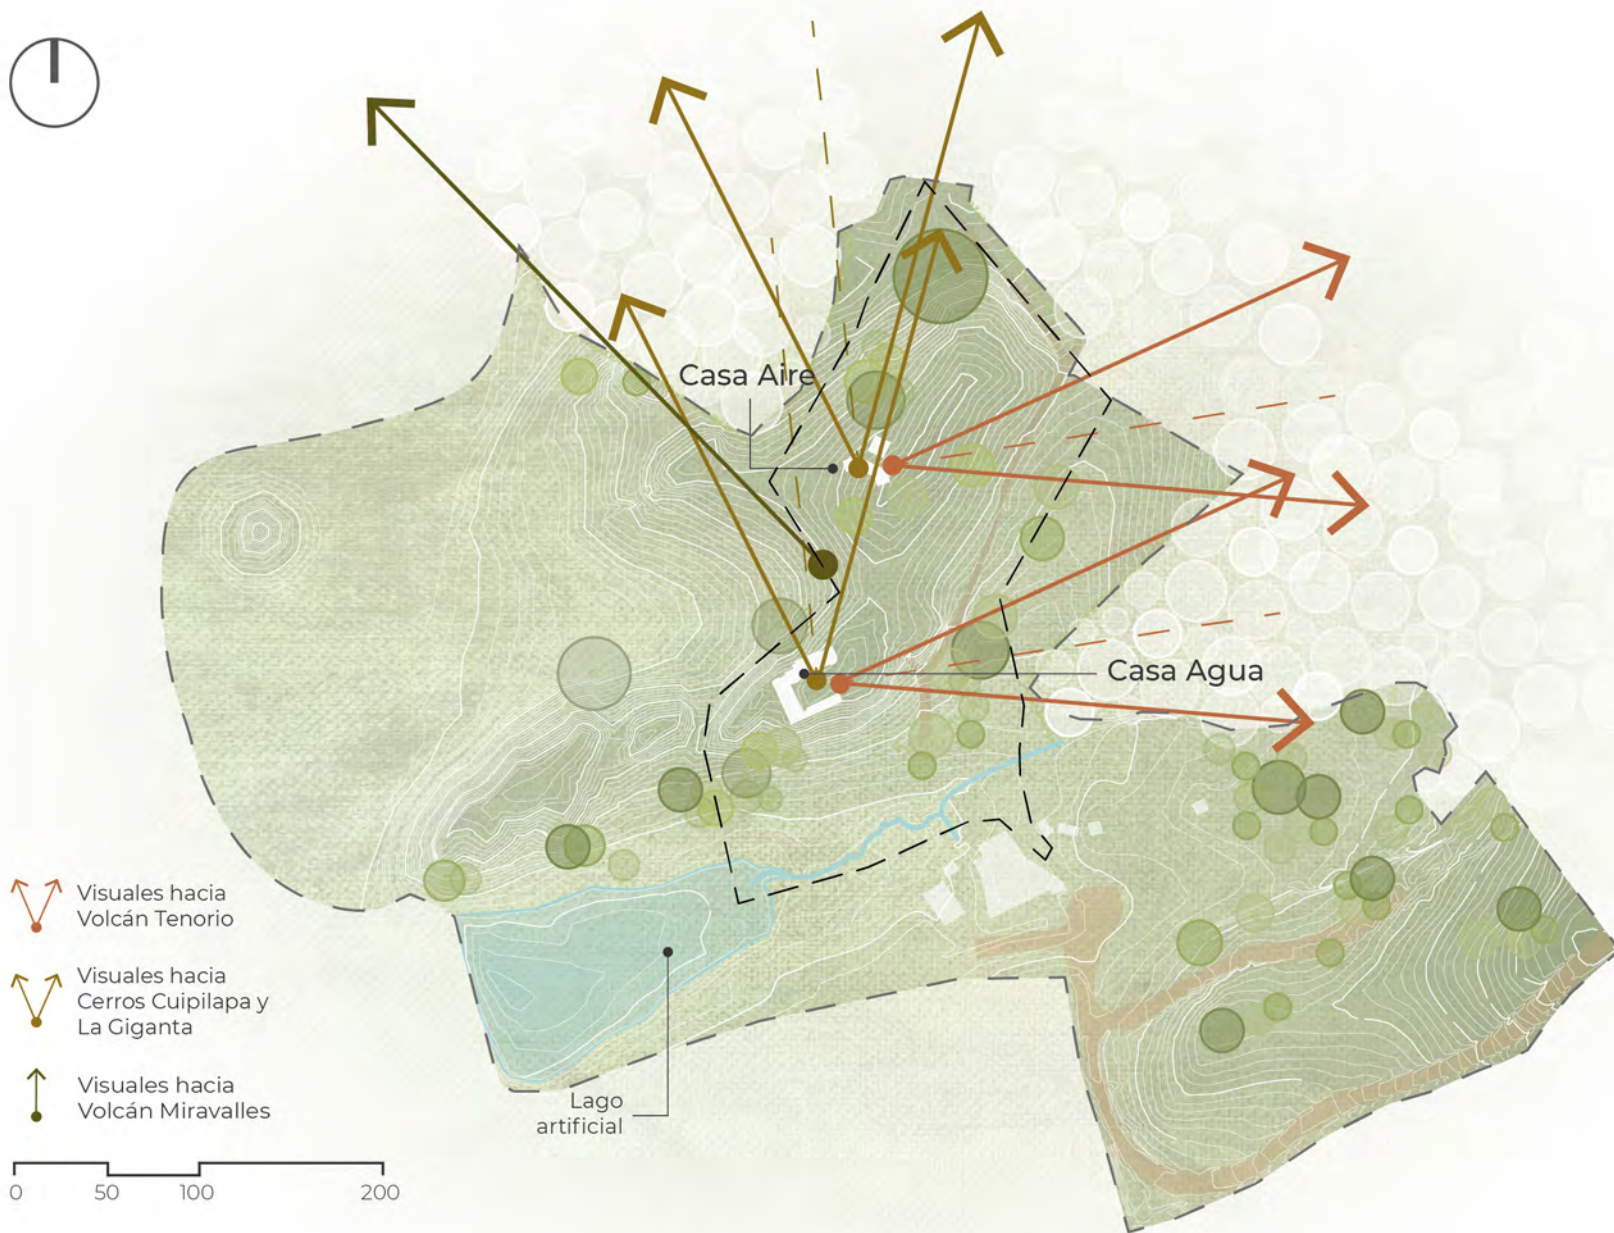 Casa Aire
Casa Agua
Visuales hacia
Volcán Tenorio
Visuales hacia
Cerros Cuipilapa y
La Giganta
Visuales hacia
Volcán Miravalles
Lago
artificial
0 50 100 200